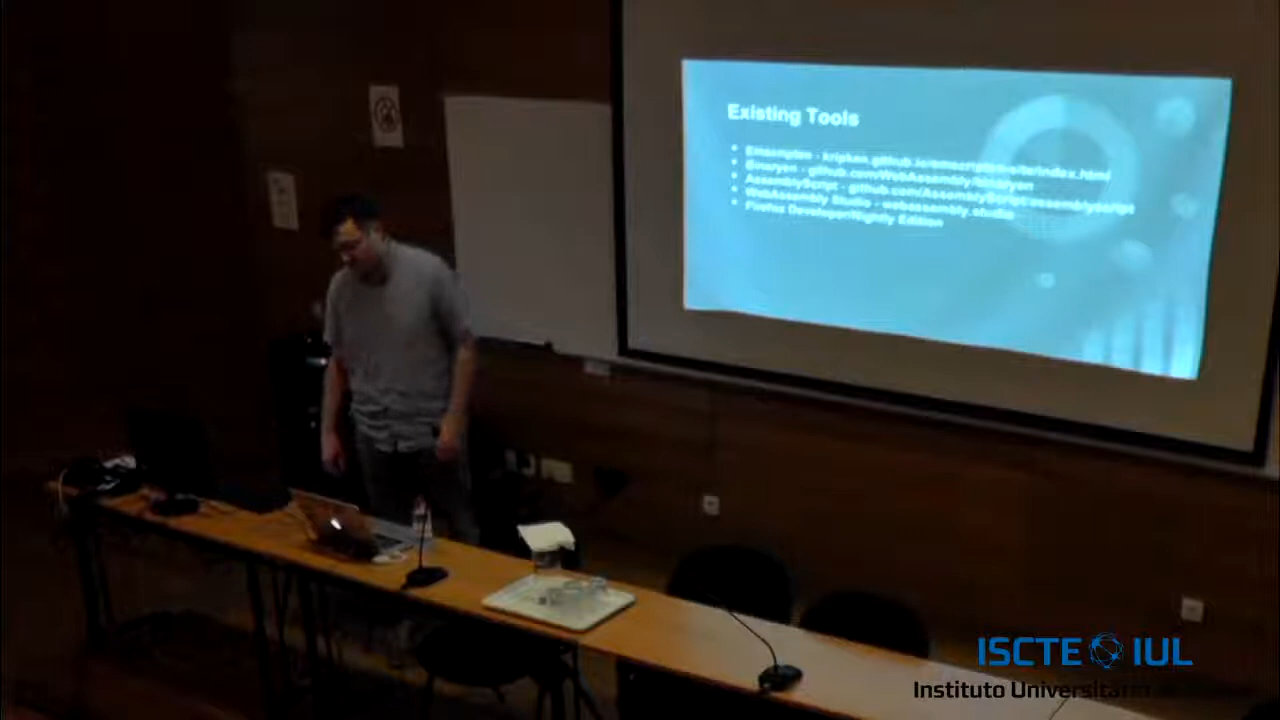 Existing Tools
Emscripten - kripken.github.io/emscripten-site/index.html
Binaryen - github.com/WebAssembly/binaryen
AssemblyScript - github.com/AssemblyScript/assemblyscript
WebAssembly Studio - webassembly.studio
Firefox Developer/Nightly Edition
ISCTE IUL
Instituto Universitário